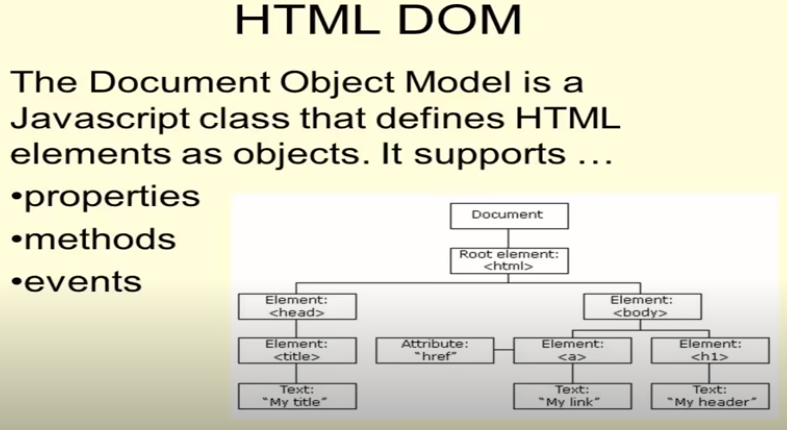 HTML DOM
The Document Object Model is a
Javascript class that defines HTML
elements as objects. It supports ...
•properties
•methods
•events
Document
Root element:
<html>
Element:
<head>
Element:
<body>
Element:
<title>
Attribute:
"href"
Element:
<a>
Element:
<h1>
Text:
"My title"
Text:
"My link"
Text:
"My header"